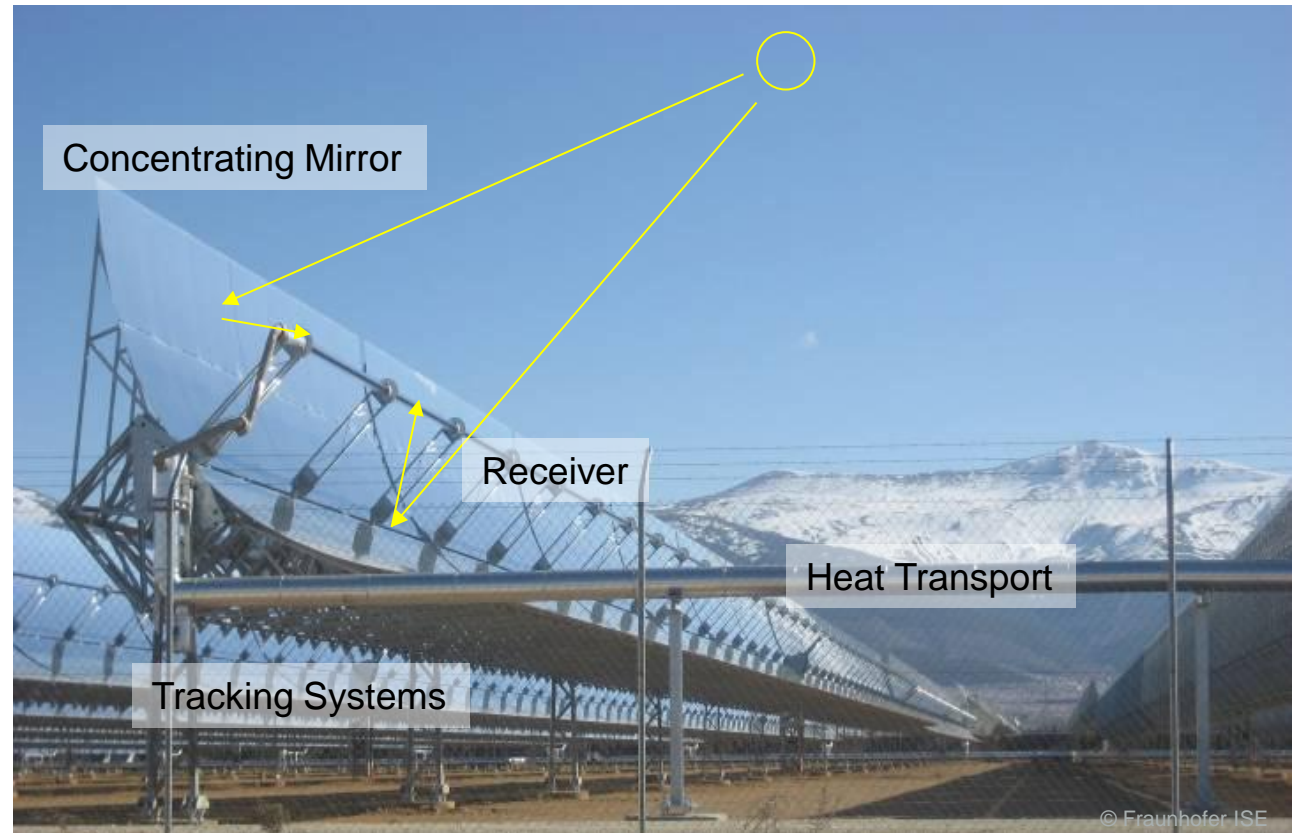 Concentrating Mirror
Receiver
Heat Transport
Tracking Systems
© Fraunhofer ISE